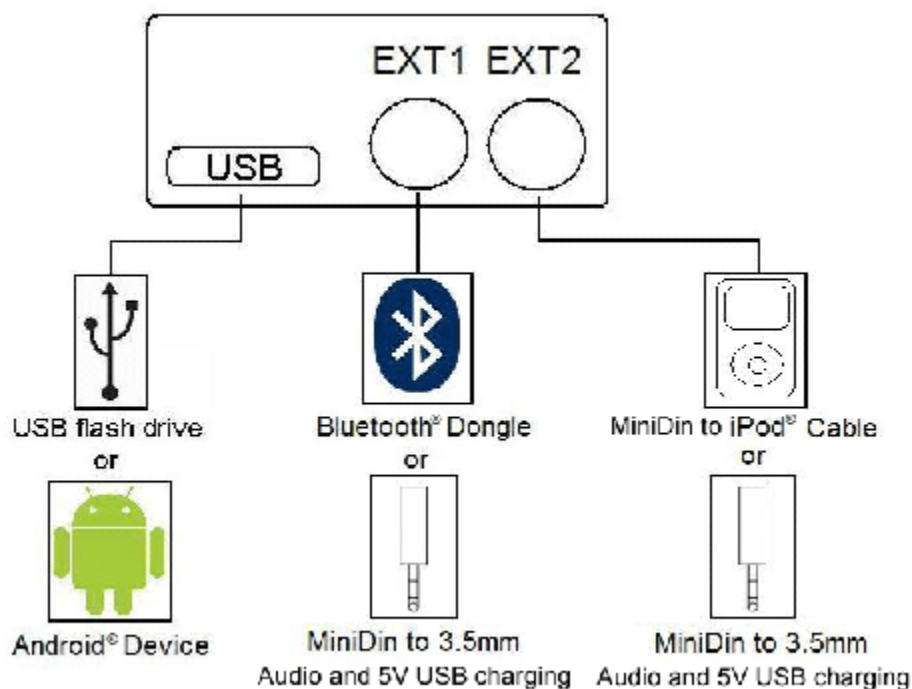 EXT1 EXT2
USB
USB flash drive
or
Android® Device
Bluetooth® Dongle
or
MiniDin to 3.5mm
Audio and 5V USB charging
MiniDin to iPod® Cable
or
MiniDin to 3.5mm
Audio and 5V USB charging